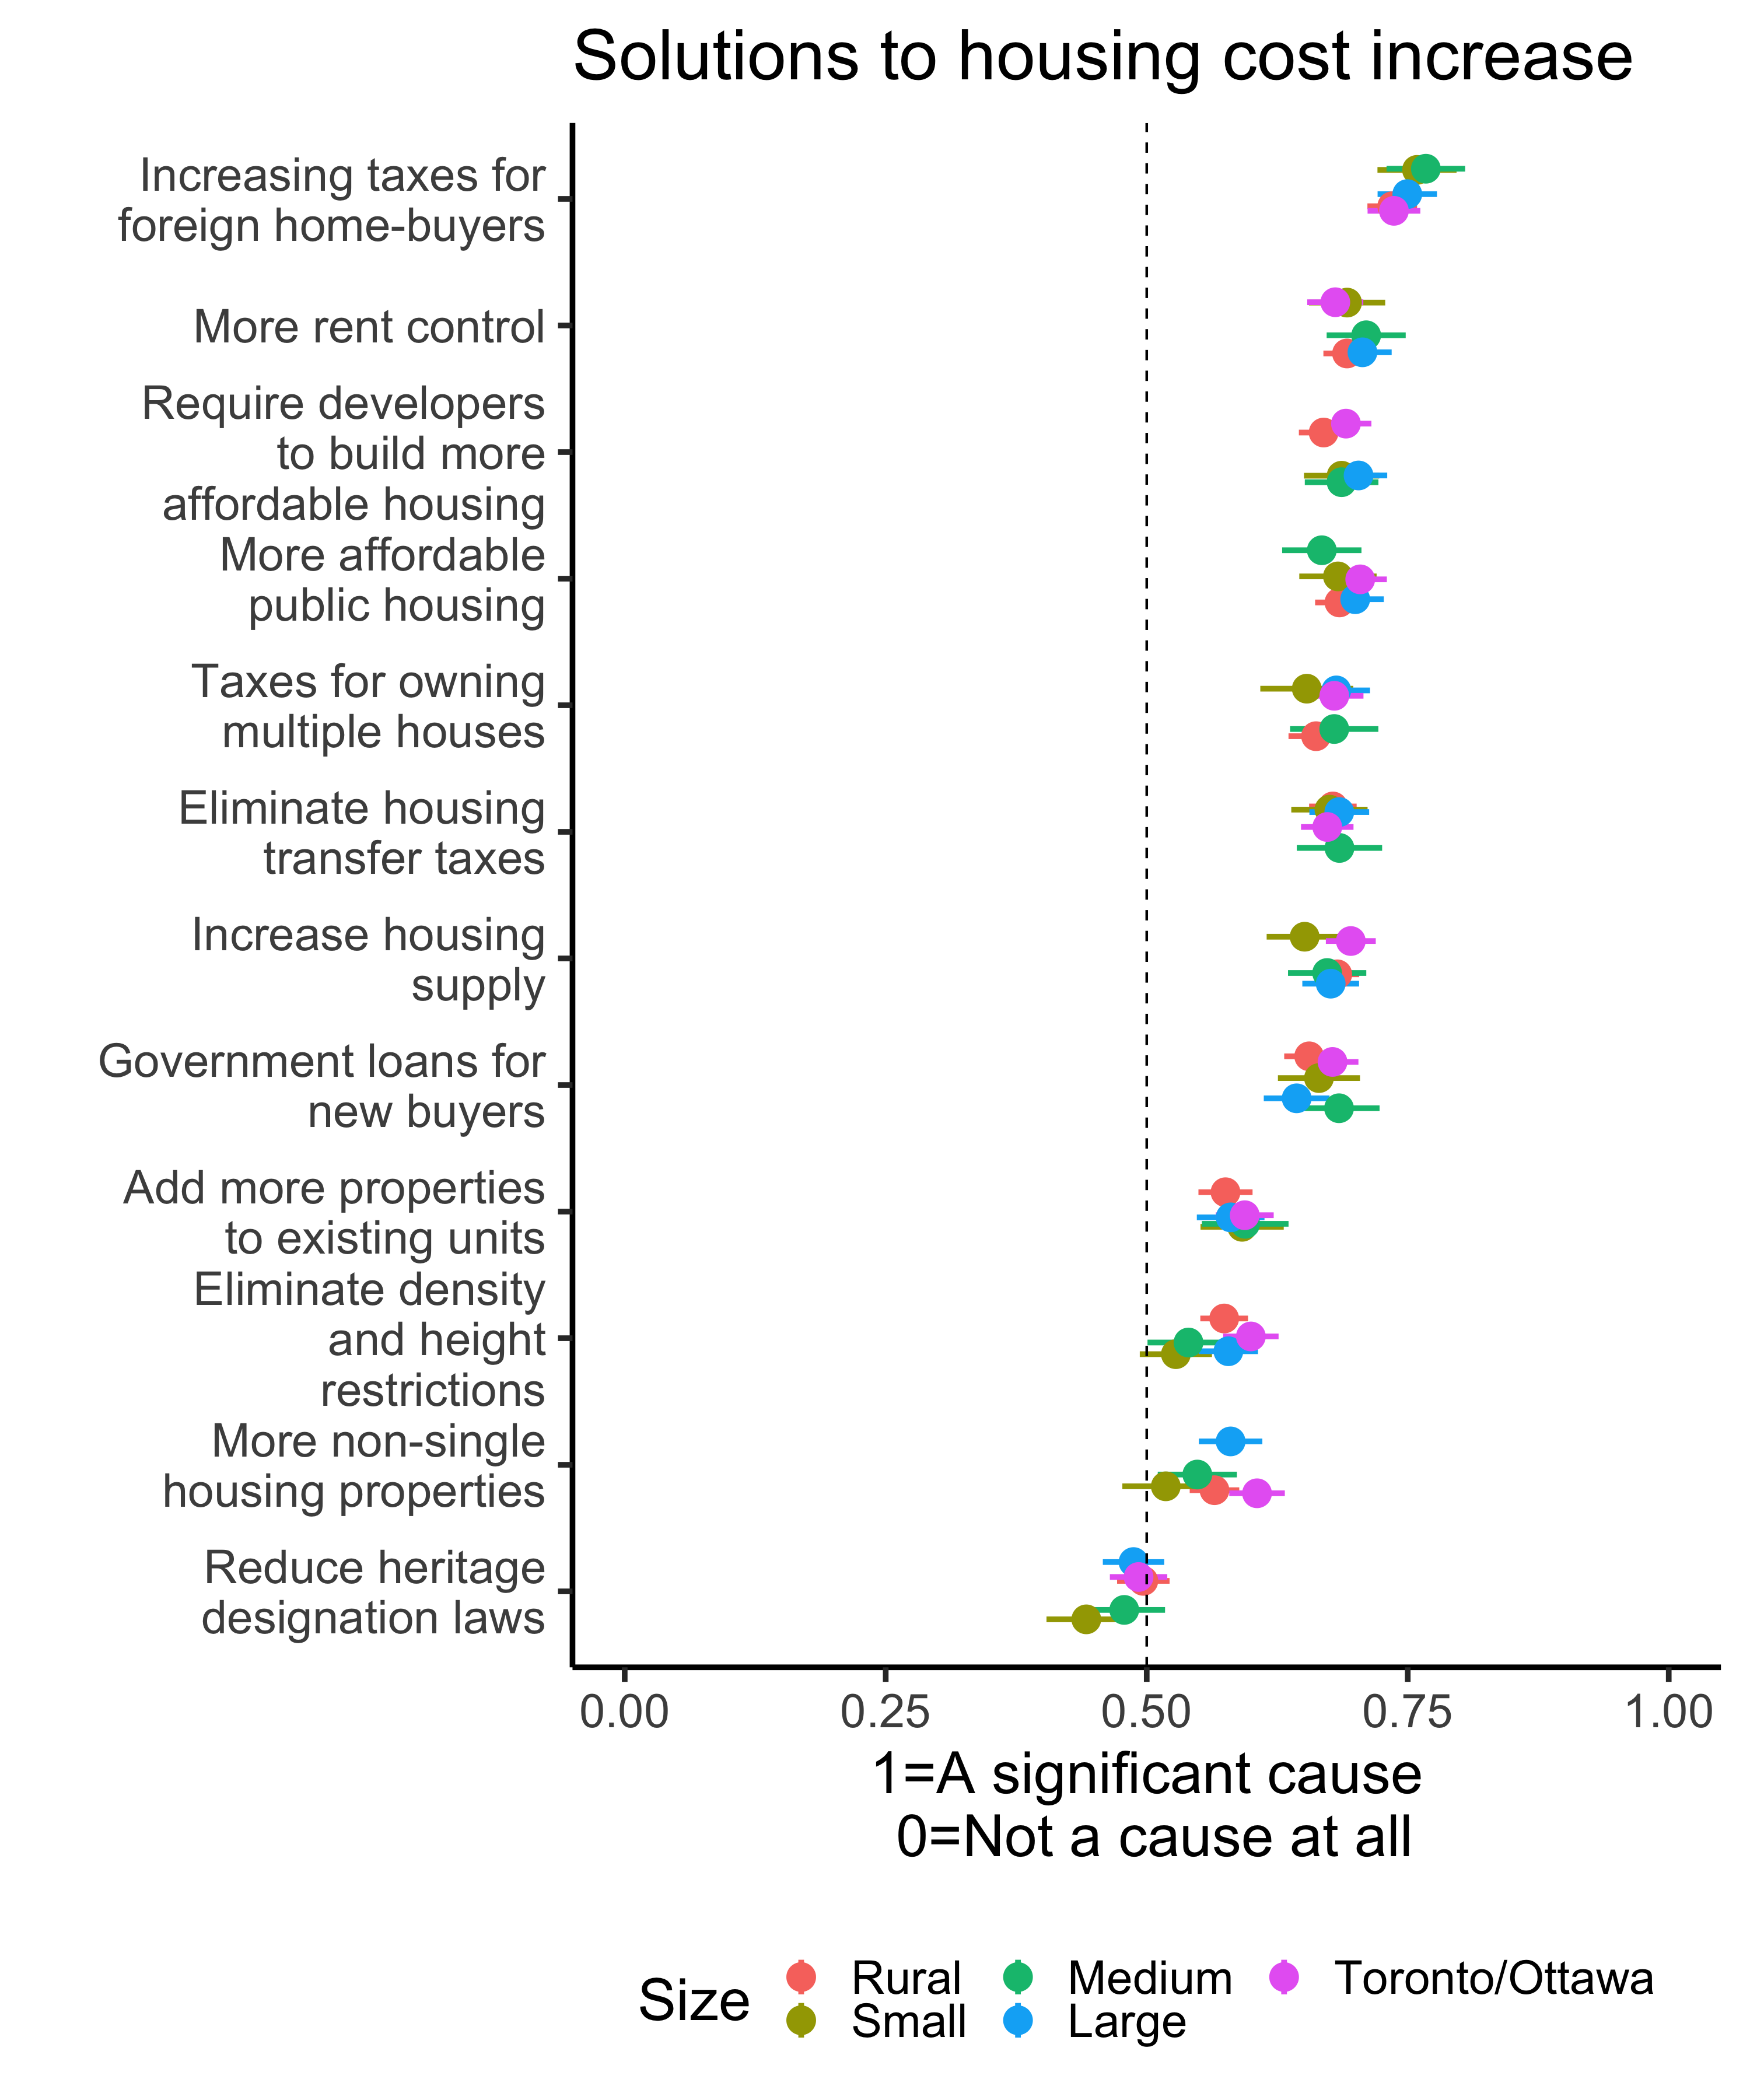 Solutions to housing cost increase
Increasing taxes for
foreign home-buyers
More rent control
Require developers
to build more
affordable housing
More affordable
public housing
Taxes for owning
multiple houses
Eliminate housing
transfer taxes
Increase housing
supply
Government loans for
new buyers
Add more properties
to existing units
Eliminate density
and height
restrictions
More non-single
housing properties
Reduce heritage
designation laws
0.00 0.25 0.50 0.75 1.00
1=A significant cause
0=Not a cause at all
Size
Rural Medium Toronto/Ottawa
Small Large